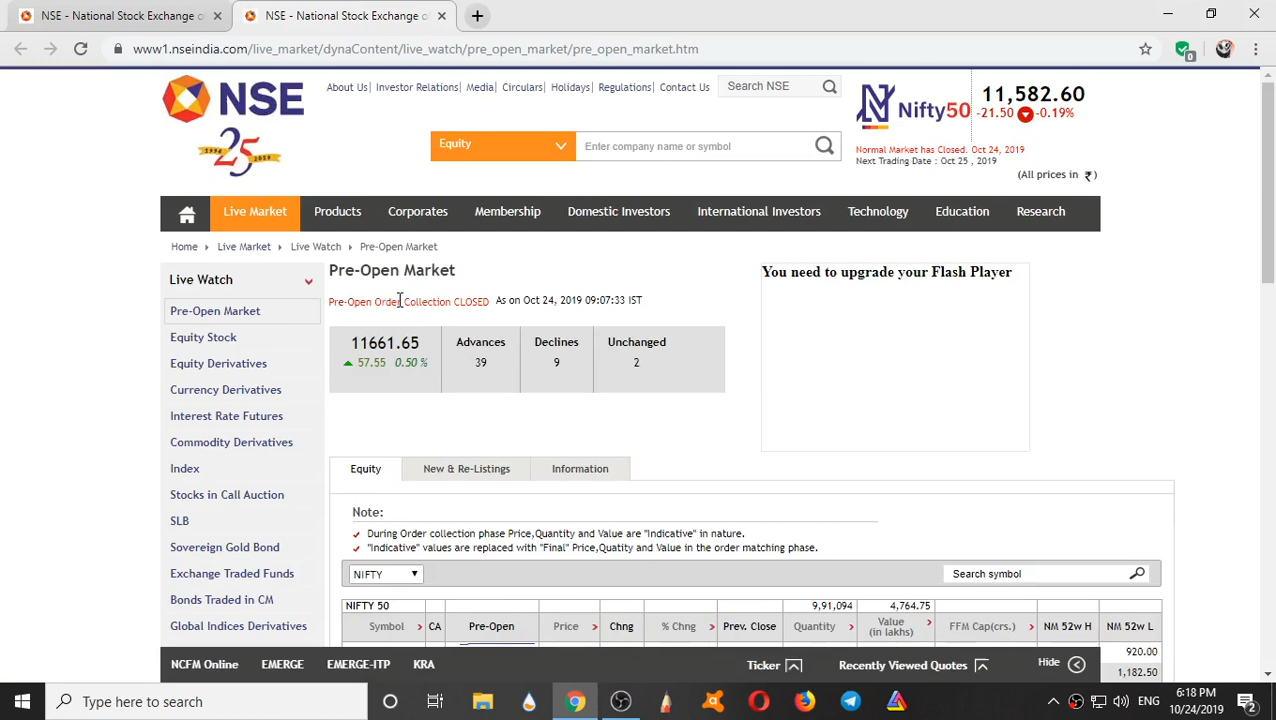 NSE - National Stock Exchange o
NSE - National Stock Exchange o
www1.nseindia.com/live_market/dynaContent/live_watch/pre_open_market/pre_open_market.htm
0
NSE
1994 25 2019
About Us| Investor Relations| Media| Circulars| Holidays| Regulations| Contact Us
Search NSE
Equity
Enter company name or symbol
Nifty50
11,582.60
-21.50 -0.19%
Normal Market has Closed. Oct 24, 2019
Next Trading Date : Oct 25 , 2019
(All prices in ₹)
Live Market Products Corporates Membership Domestic Investors International Investors Technology Education Research
Home Live Market Live Watch Pre-Open Market
Live Watch
Pre-Open Market
Equity Stock
Equity Derivatives
Currency Derivatives
Interest Rate Futures
Commodity Derivatives
Index
Stocks in Call Auction
SLB
Sovereign Gold Bond
Exchange Traded Funds
Bonds Traded in CM
Global Indices Derivatives
Pre-Open Market
Pre-Open Order Collection CLOSED As on Oct 24, 2019 09:07:33 IST
11661.65
57.55 0.50 %
Advances
39
Declines
9
Unchanged
2
You need to upgrade your Flash Player
Equity New & Re-Listings Information
Note:
During Order collection phase Price,Quantity and Value are "Indicative" in nature.
"Indicative" values are replaced with "Final" Price,Quatity and Value in the order matching phase.
NIFTY
Search symbol
NIFTY 50 9,91,094 4,764.75
Symbol CA Pre-Open Price Chng % Chng Prev. Close Quantity Value (in lakhs) FFM Cap(crs.) NM 52w H NM 52w L
920.00
1,182.50
NCFM Online EMERGE EMERGE-ITP KRA Ticker Recently Viewed Quotes Hide
Type here to search
ENG
6:18 PM
10/24/2019
2